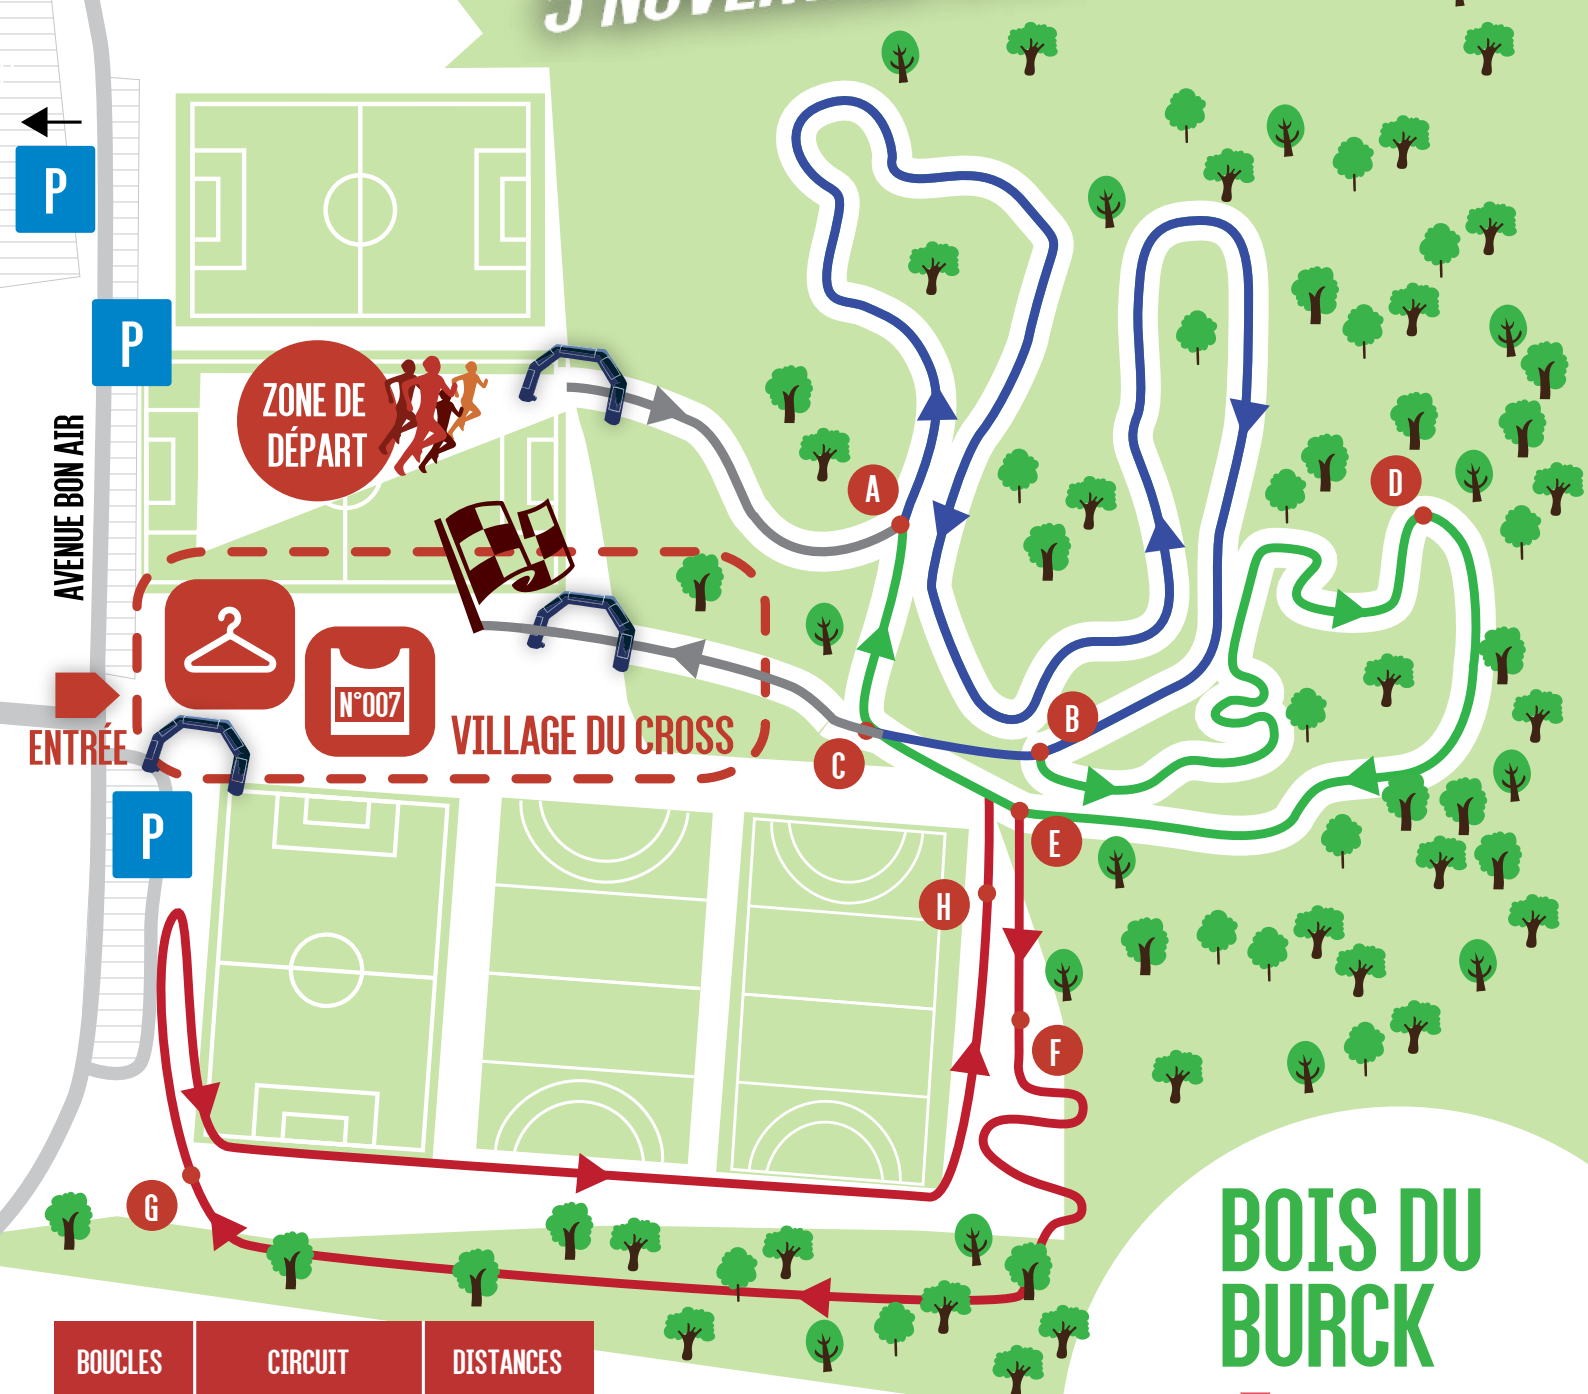 P
P
ZONE DE
DÉPART
AVENUE BON AIR
A
D
N°007
ENTRÉE
VILLAGE DU CROSS
B
C
P
E
H
F
G
BOIS DU
BURCK
BOUCLES
CIRCUIT
DISTANCES